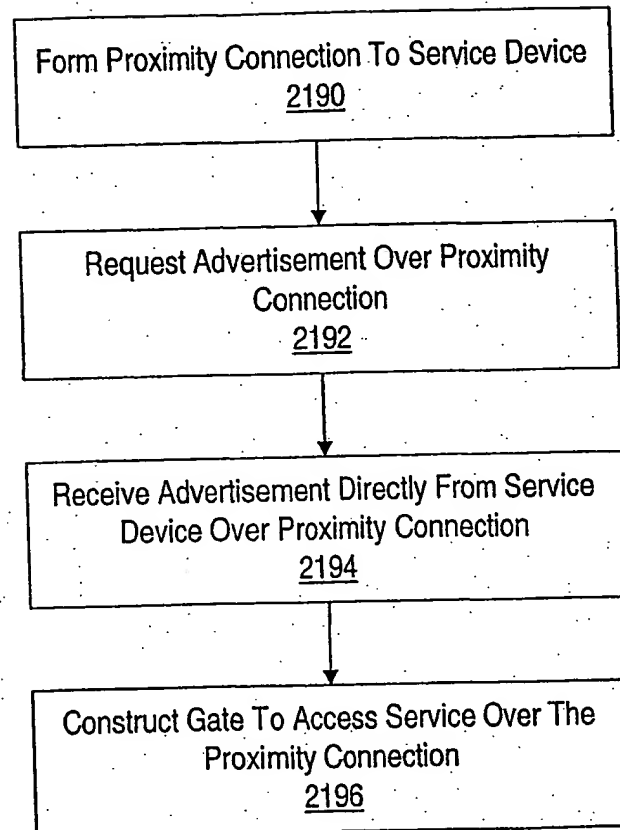 Form Proximity Connection To Service Device
2190
Request Advertisement Over Proximity
Connection
2192
Receive Advertisement Directly From Service
Device Over Proximity Connection
2194
Construct Gate To Access Service Over The
Proximity Connection
2196